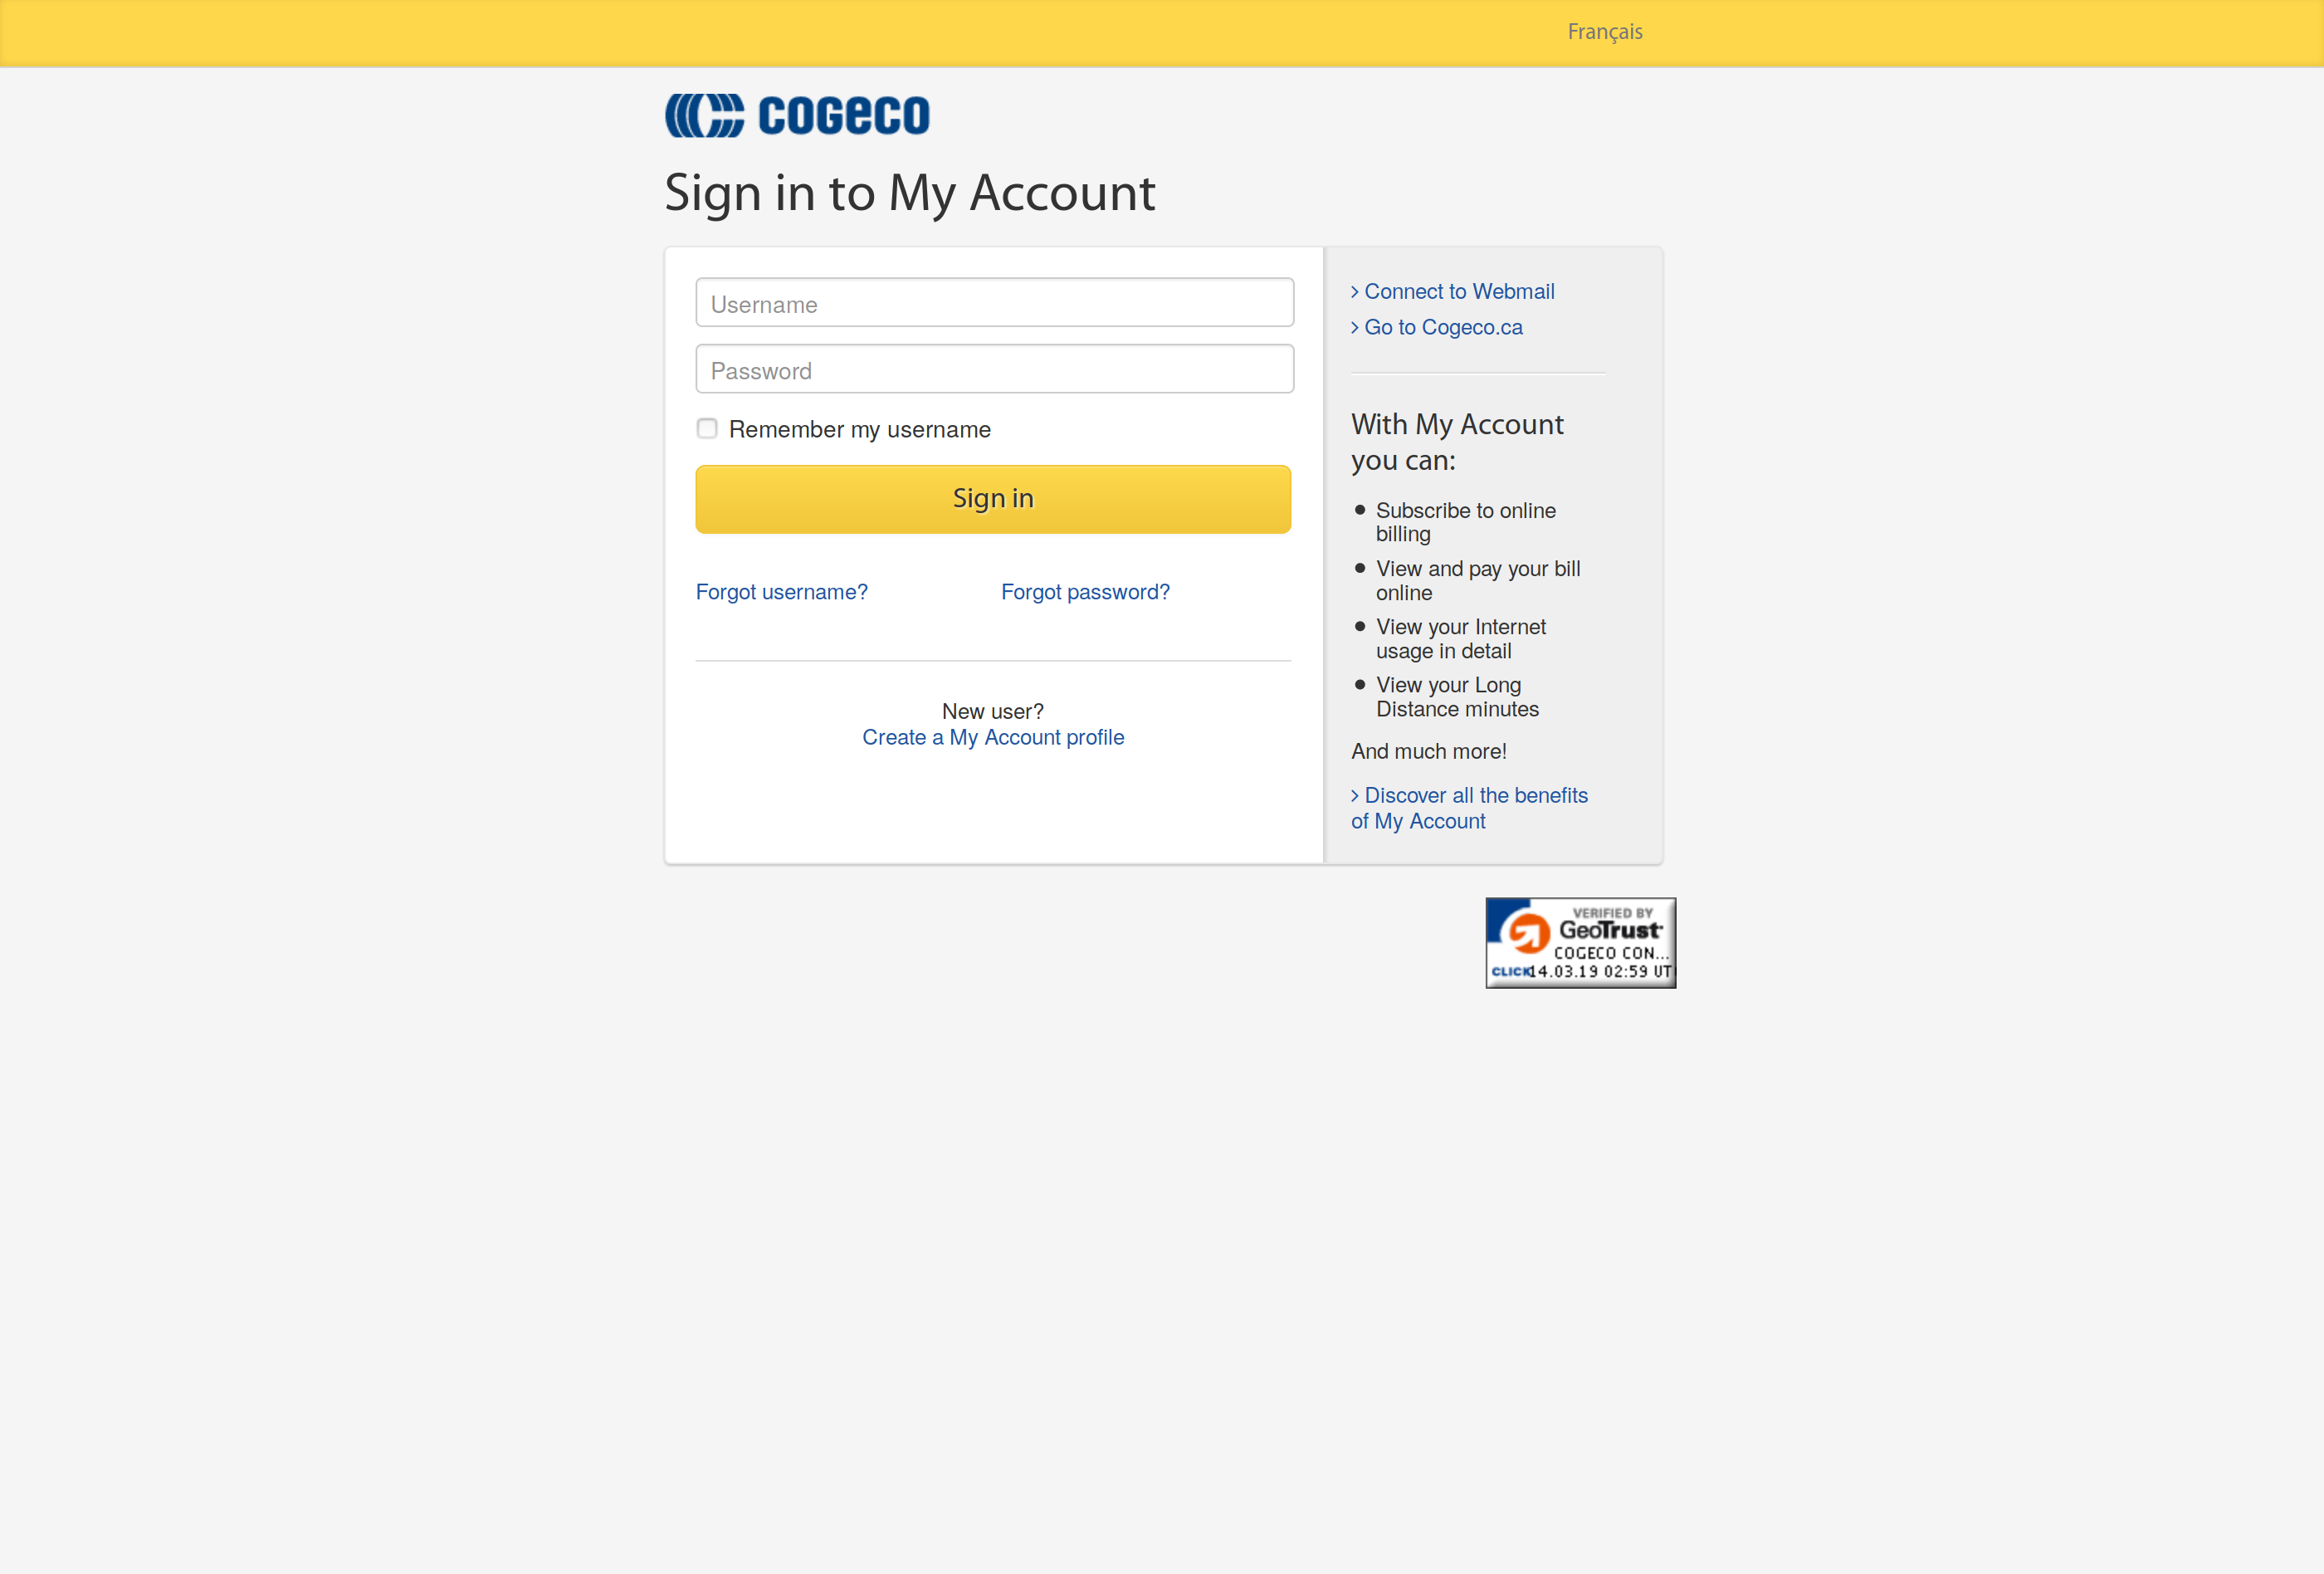 Français
COGECO
Sign in to My Account
Username
Password
Remember my username
Sign in
Forgot username?
Forgot password?
New user?
Create a My Account profile
> Connect to Webmail
> Go to Cogeco.ca
With My Account
you can:
• Subscribe to online
billing
• View and pay your bill
online
• View your Internet
usage in detail
• View your Long
Distance minutes
And much more!
> Discover all the benefits
of My Account
VERIFIED BY
GeoTrust
COGECO CON...
CLICK 14.03.19 02:59 UT